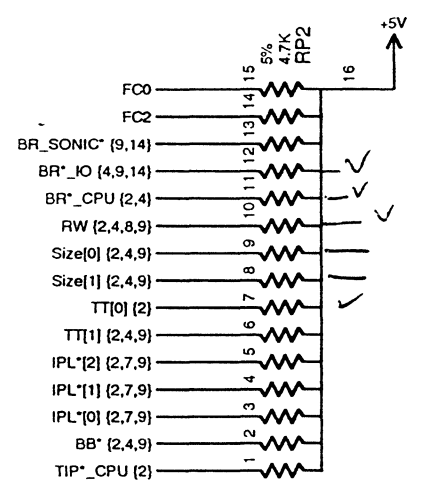 +5V
5%
4.7K
RP2
16
FC0 15
FC2 14
BR_SONIC* {9,14} 13
BR*_IO {4,9,14} 12
BR*_CPU {2,4} 11
RW {2,4,8,9} 10
Size[0] {2,4,9} 9
Size[1] {2,4,9} 8
TT[0] {2} 7
TT[1] {2,4,9} 6
IPL*[2] {2,7,9} 5
IPL*[1] {2,7,9} 4
IPL*[0] {2,7,9} 3
BB* {2,4,9} 2
TIP*_CPU {2} 1